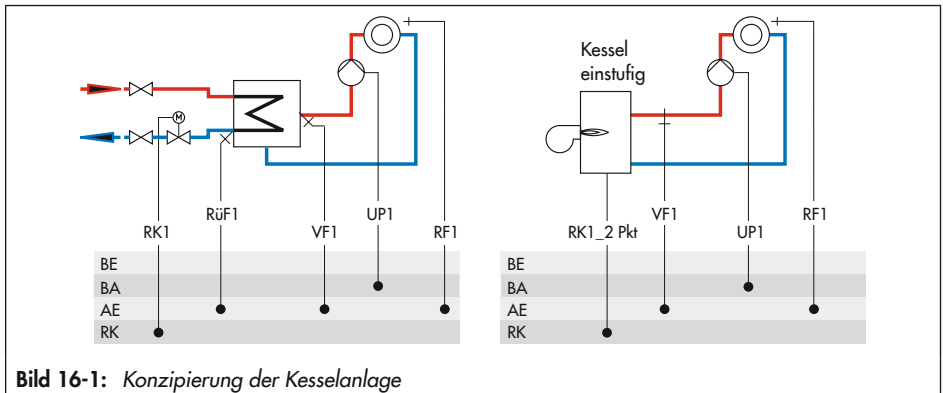 M
RK1
RüF1
VF1
UP1
RF1
BE
BA
AE
RK
Kessel
einstufig
RK1_2 Pkt
VF1
UP1
RF1
BE
BA
AE
RK
Bild 16-1: Konzipierung der Kesselanlage